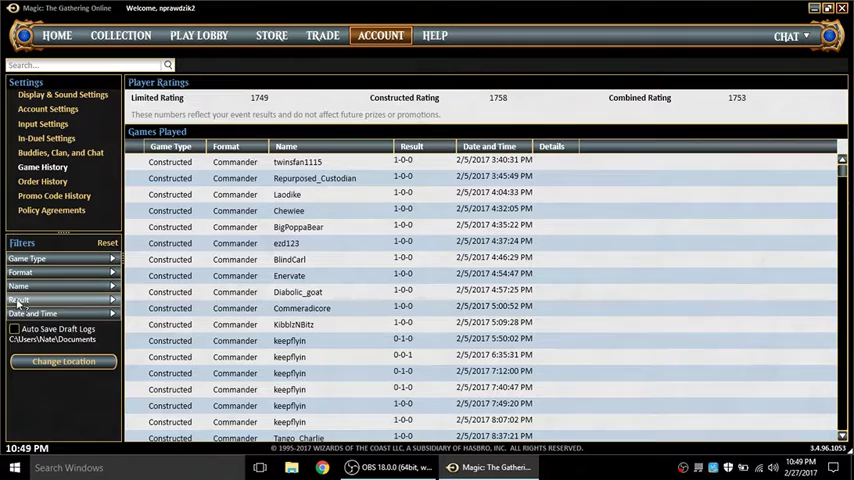 Magic: The Gathering Online Welcome, nprawdzik2
HOME COLLECTION PLAY LOBBY STORE TRADE ACCOUNT HELP CHAT
Search...
Settings
Display & Sound Settings
Account Settings
Input Settings
In-Duel Settings
Buddies, Clan, and Chat
Game History
Order History
Promo Code History
Policy Agreements
Filters Reset
Game Type
Format
Name
Result
Date and Time
Auto Save Draft Logs
C:\Users\Nate\Documents
Change Location
Player Ratings
Limited Rating 1749 Constructed Rating 1758 Combined Rating 1753
These numbers reflect your event results and do not affect future prizes or promotions.
Games Played
Game Type Format Name Result Date and Time Details
Constructed Commander twinsfan1115 1-0-0 2/5/2017 3:40:31 PM
Constructed Commander Repurposed_Custodian 1-0-0 2/5/2017 3:45:49 PM
Constructed Commander Laodike 1-0-0 2/5/2017 4:04:33 PM
Constructed Commander Chewiee 1-0-0 2/5/2017 4:32:05 PM
Constructed Commander BigPoppaBear 1-0-0 2/5/2017 4:35:22 PM
Constructed Commander ezd123 1-0-0 2/5/2017 4:37:24 PM
Constructed Commander BlindCarl 1-0-0 2/5/2017 4:46:29 PM
Constructed Commander Enervate 1-0-0 2/5/2017 4:54:47 PM
Constructed Commander Diabolic_goat 1-0-0 2/5/2017 4:57:25 PM
Constructed Commander Commeradicore 1-0-0 2/5/2017 5:00:52 PM
Constructed Commander KibblzNBitz 1-0-0 2/5/2017 5:09:28 PM
Constructed Commander keepflyin 0-1-0 2/5/2017 5:50:02 PM
Constructed Commander keepflyin 0-0-1 2/5/2017 6:35:31 PM
Constructed Commander keepflyin 0-1-0 2/5/2017 7:12:00 PM
Constructed Commander keepflyin 0-1-0 2/5/2017 7:40:47 PM
Constructed Commander keepflyin 0-1-0 2/5/2017 7:49:20 PM
Constructed Commander keepflyin 0-1-0 2/5/2017 8:07:02 PM
Constructed Commander Tango_Charlie 0-1-0 2/5/2017 8:37:21 PM
10:49 PM © 1995-2017 WIZARDS OF THE COAST LLC, A SUBSIDIARY OF HASBRO, INC. ALL RIGHTS RESERVED. 3.4.96.1053
Search Windows OBS 18.0.0 (64bit, w... Magic: The Gatheri... 10:49 PM
2/27/2017